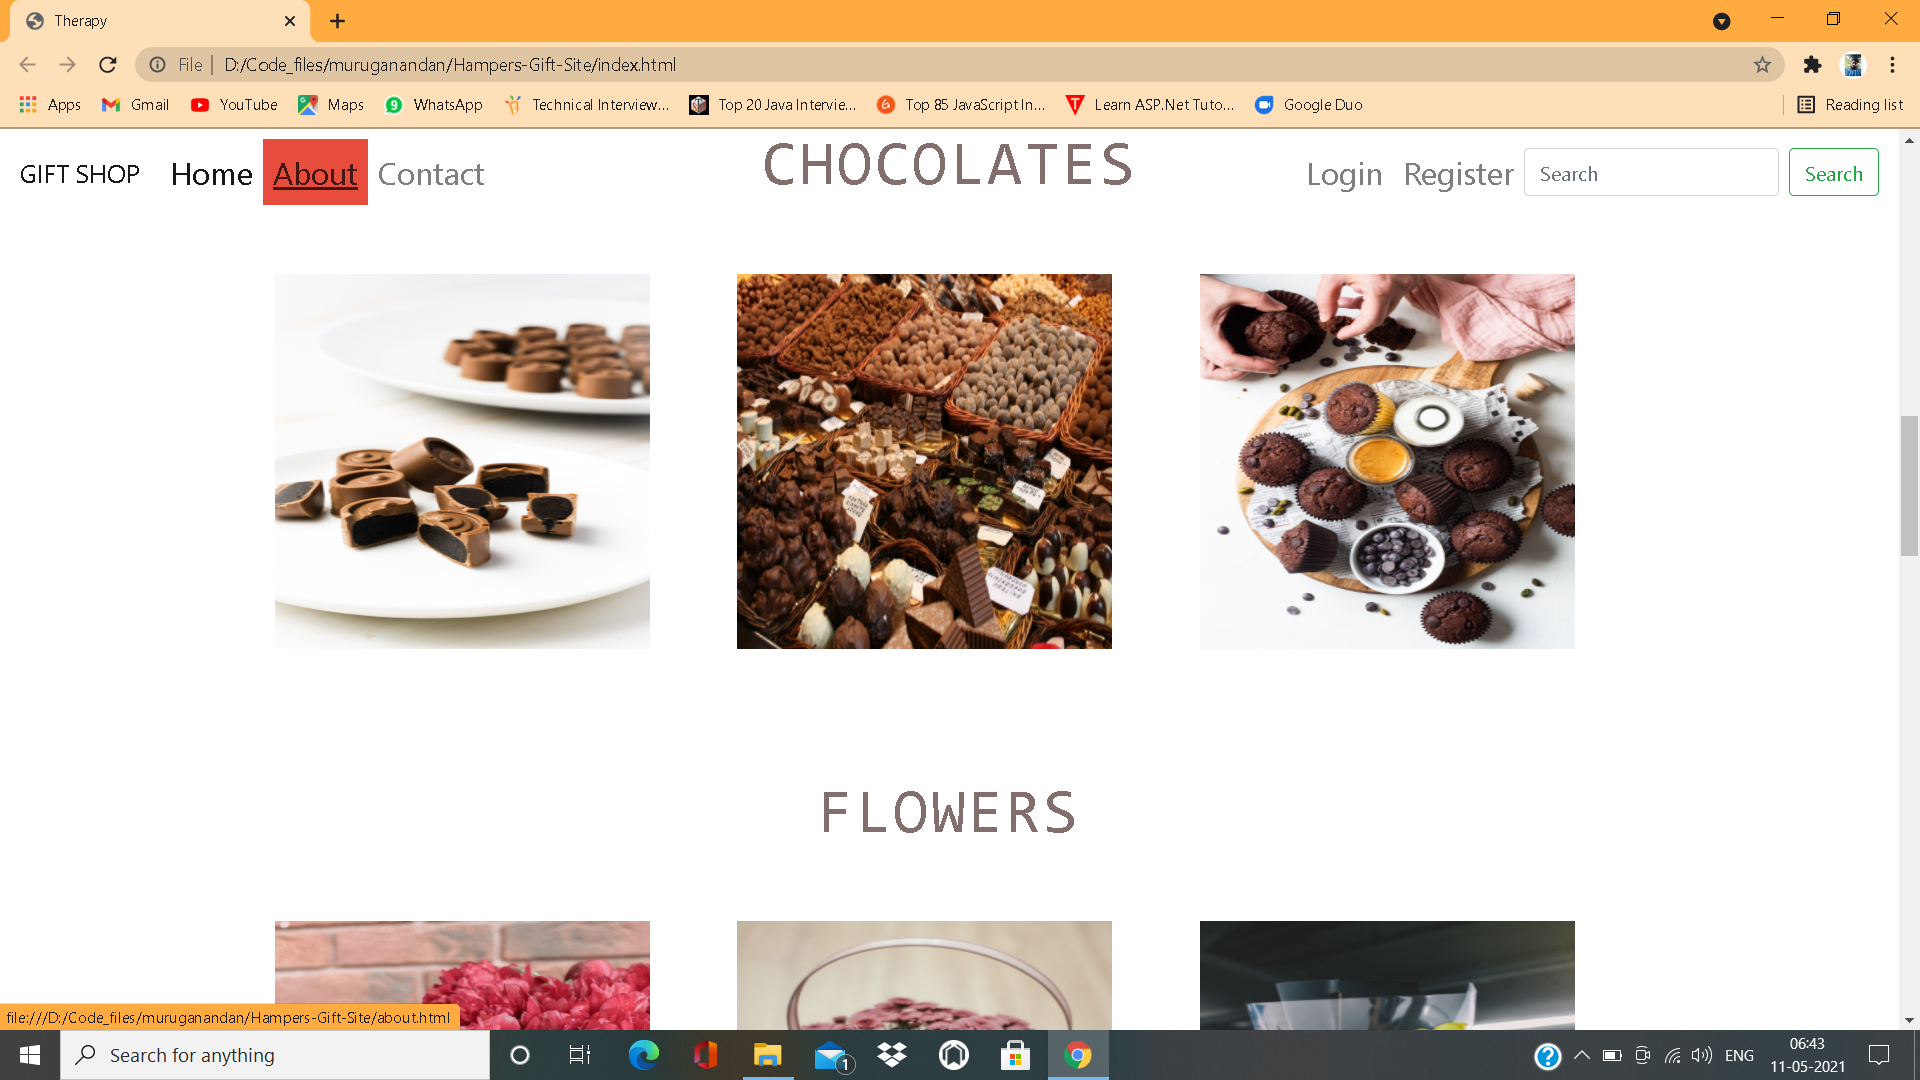 Therapy
File | D:/Code_files/muruganandan/Hampers-Gift-Site/index.html
Apps Gmail YouTube Maps WhatsApp Technical Interview... Top 20 Java Intervie... Top 85 JavaScript In... Learn ASP.Net Tuto... Google Duo Reading list
GIFT SHOP Home About Contact CHOCOLATES Login Register Search Search
FLOWERS
file:///D:/Code_files/muruganandan/Hampers-Gift-Site/about.html
Search for anything 1 ENG 06:43
11-05-2021